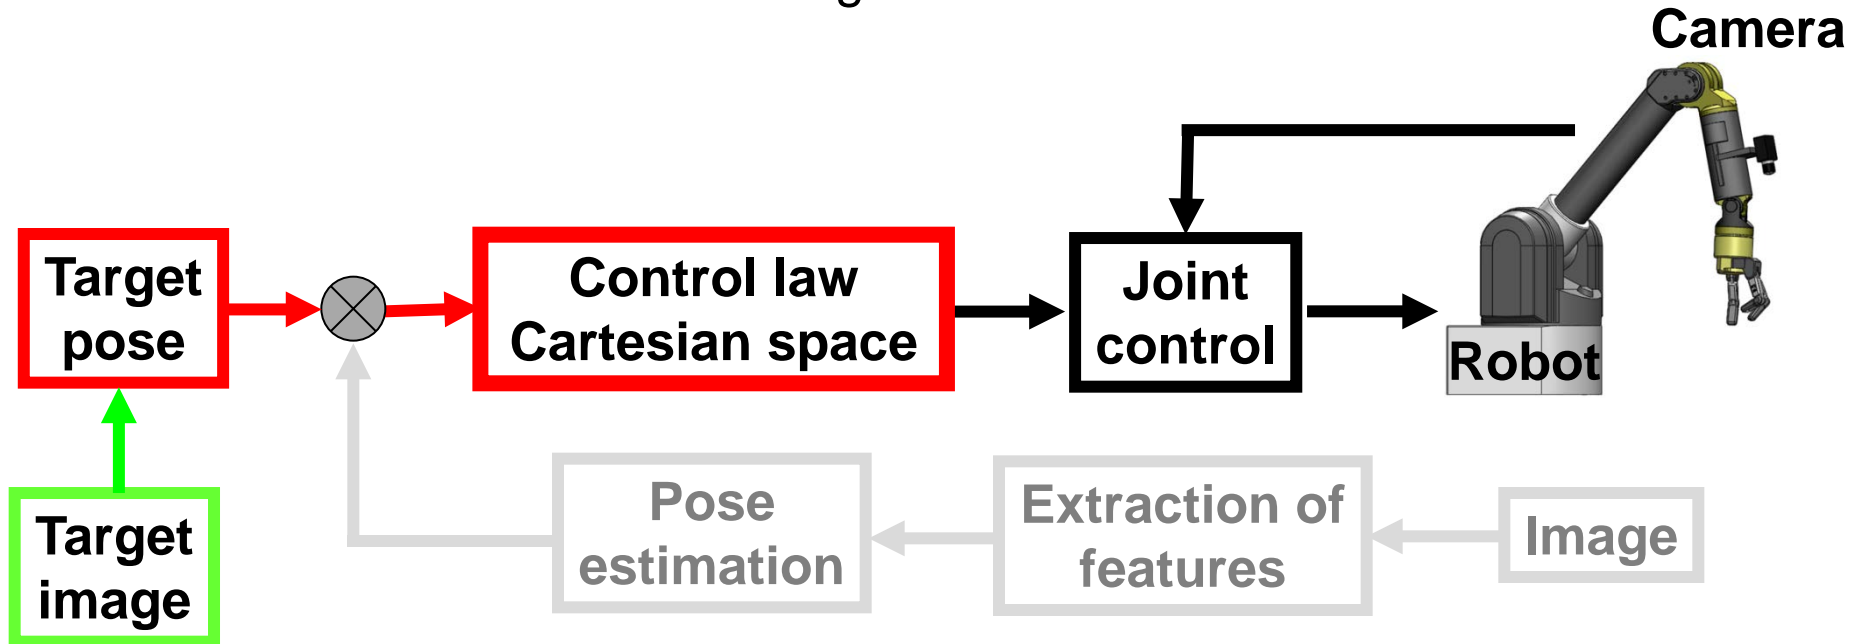 Camera
Target
pose
Control law
Cartesian space
Joint
control
Robot
Target
image
Pose
estimation
Extraction of
features
Image